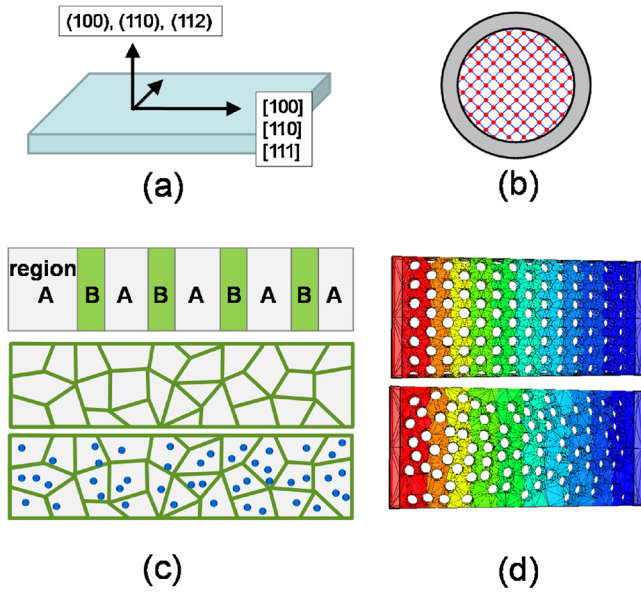 (100), (110), (112)
[100]
[110]
[111]
(a)
(b)
region
A B A B A B A B A
(c)
(d)